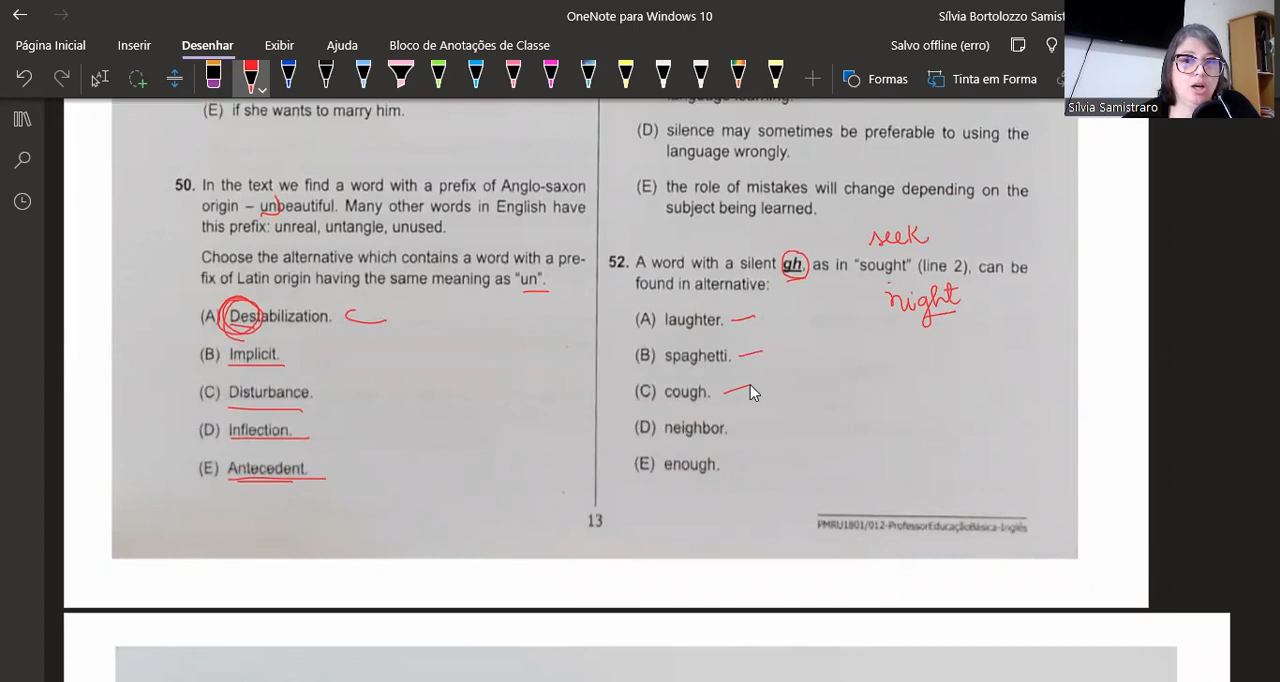 OneNote para Windows 10
Sílvia Bortolozzo Samist
Página Inicial Inserir Desenhar Exibir Ajuda Bloco de Anotações de Classe Salvo offline (erro)
Formas Tinta em Forma
Sílvia Samistraro
(E) if she wants to marry him.
50. In the text we find a word with a prefix of Anglo-saxon
origin – unbeautiful. Many other words in English have
this prefix: unreal, untangle, unused.
Choose the alternative which contains a word with a pre-
fix of Latin origin having the same meaning as "un".
(A) Destabilization.
(B) Implicit.
(C) Disturbance.
(D) Inflection.
(E) Antecedent.
language learning.
(D) silence may sometimes be preferable to using the
language wrongly.
(E) the role of mistakes will change depending on the
subject being learned.
seek
52. A word with a silent gh, as in "sought" (line 2), can be
found in alternative:
night
(A) laughter.
(B) spaghetti.
(C) cough.
(D) neighbor.
(E) enough.
13
PMRU1801/012-ProfessorEducaçãoBásica-Inglês